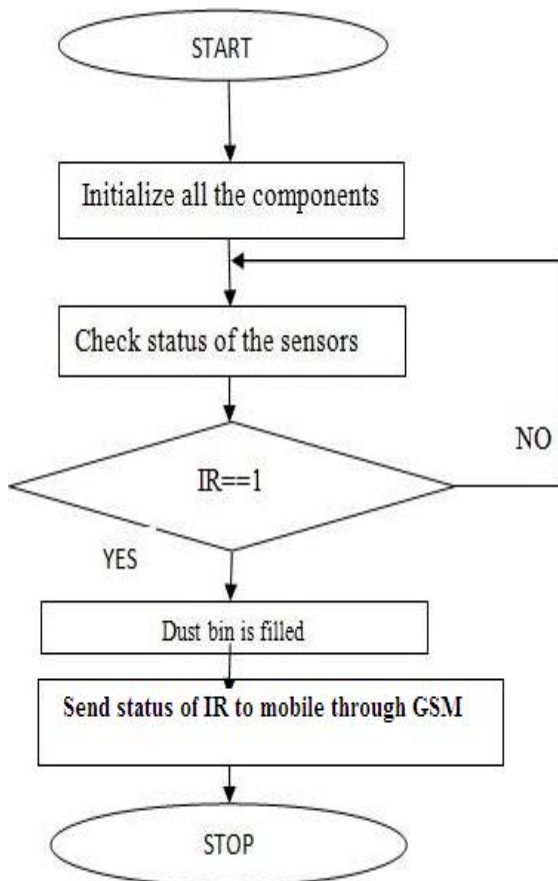 START
Initialize all the components
Check status of the sensors
NO
IR==1
YES
Dust bin is filled
Send status of IR to mobile through GSM
STOP